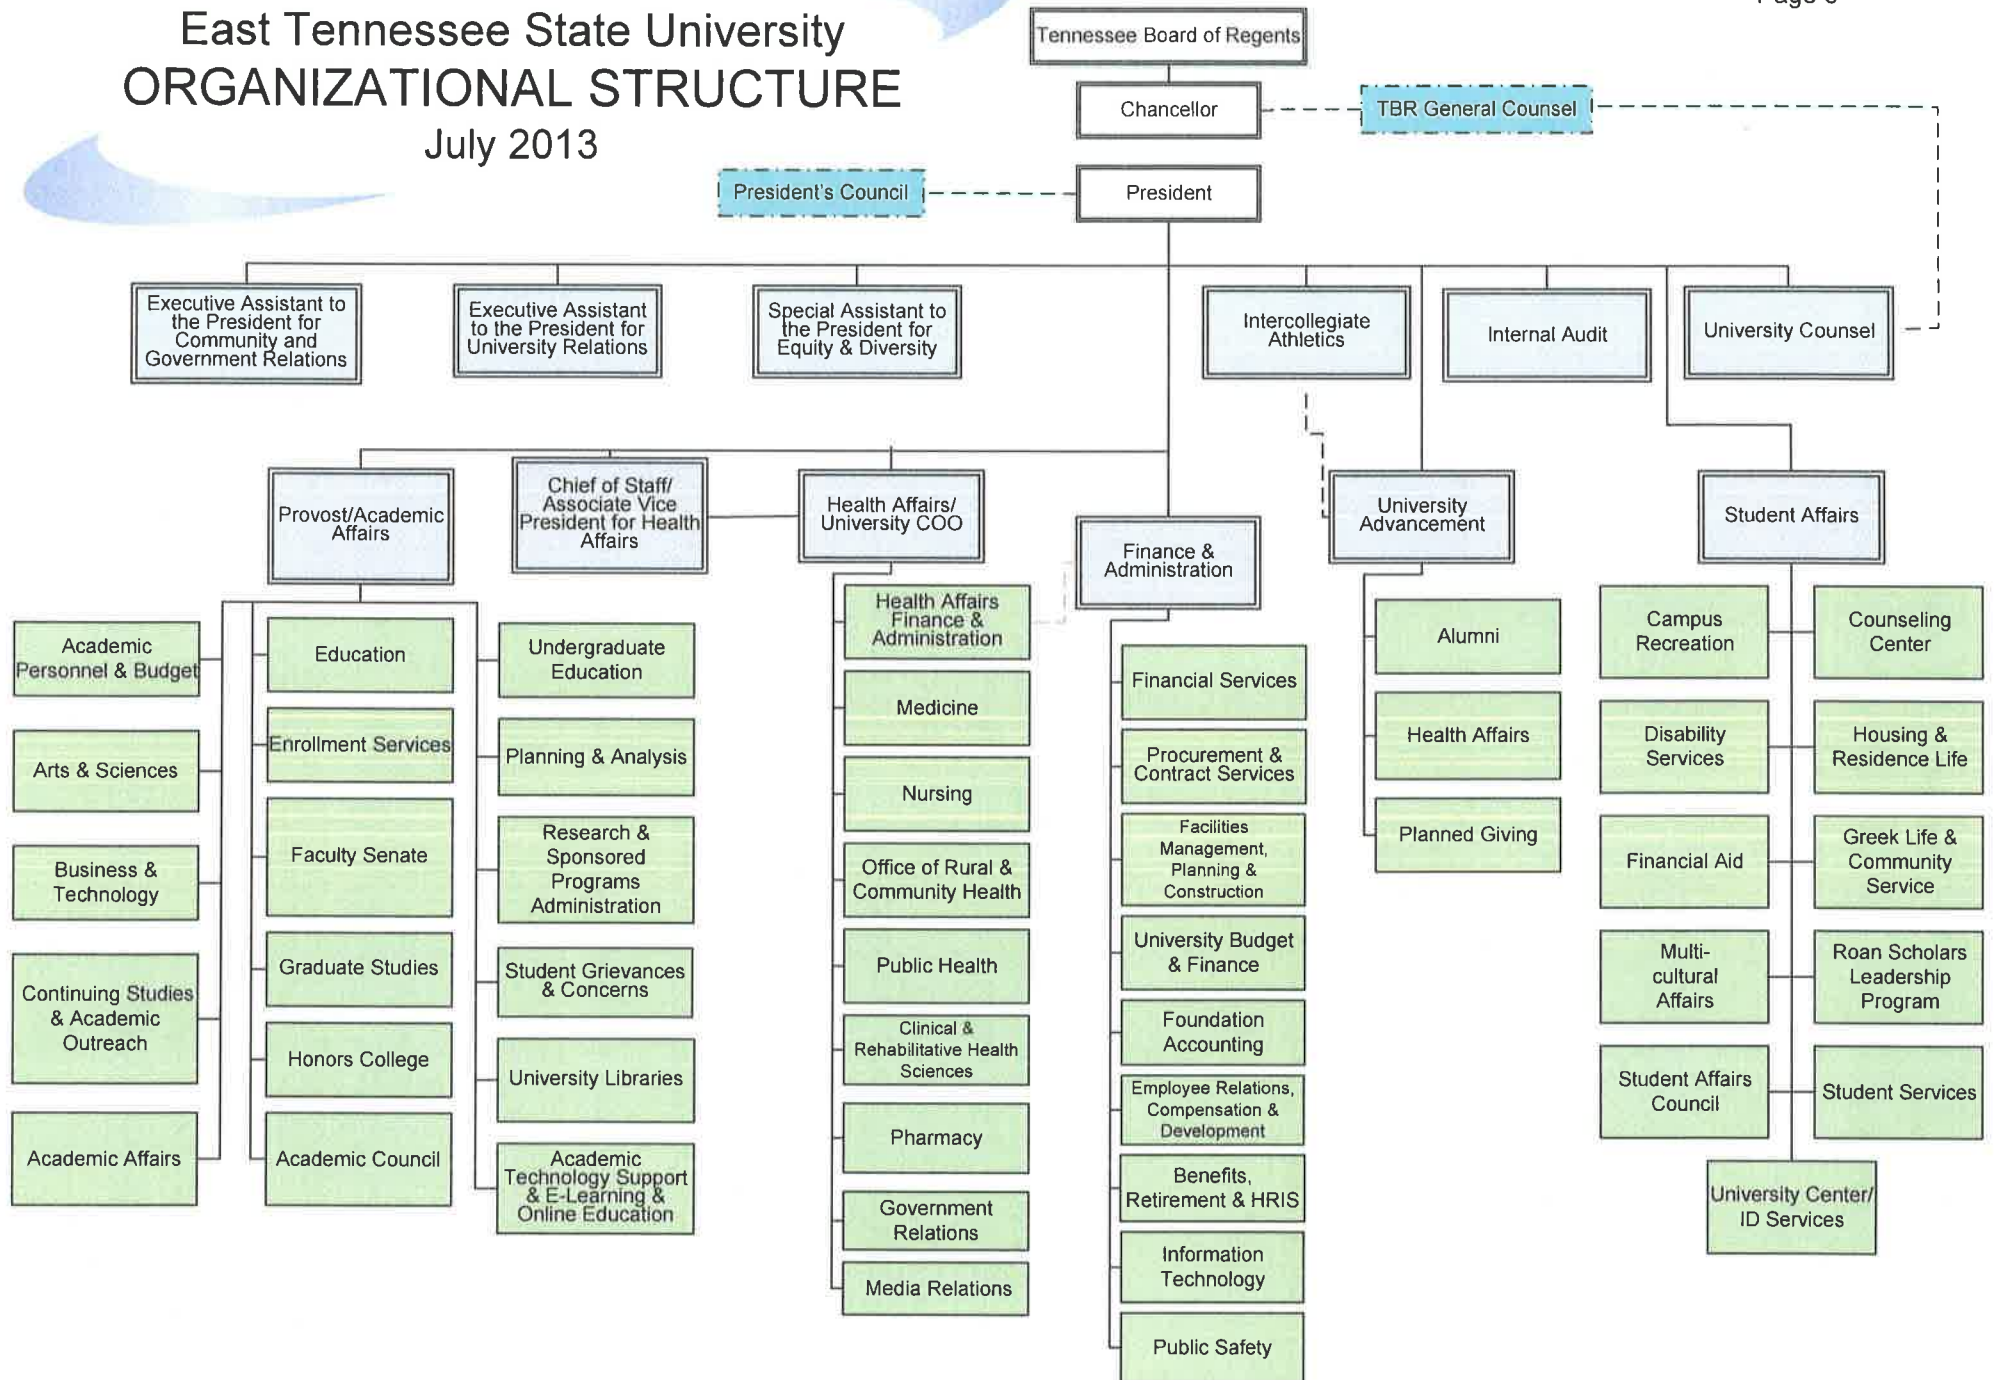 East Tennessee State University
ORGANIZATIONAL STRUCTURE
July 2013
Tennessee Board of Regents
Chancellor
TBR General Counsel
President's Council
President
Executive Assistant to
the President for
Community and
Government Relations
Executive Assistant
to the President for
University Relations
Special Assistant to
the President for
Equity & Diversity
Intercollegiate
Athletics
Internal Audit
University Counsel
Provost/Academic
Affairs
Chief of Staff/
Associate Vice
President for Health
Affairs
Health Affairs/
University COO
Finance &
Administration
University
Advancement
Student Affairs
Academic
Personnel & Budget
Arts & Sciences
Business &
Technology
Continuing Studies
& Academic
Outreach
Academic Affairs
Education
Enrollment Services
Faculty Senate
Graduate Studies
Honors College
Academic Council
Undergraduate
Education
Planning & Analysis
Research &
Sponsored
Programs
Administration
Student Grievances
& Concerns
University Libraries
Academic
Technology Support
& E-Learning &
Online Education
Health Affairs
Finance &
Administration
Medicine
Nursing
Office of Rural &
Community Health
Public Health
Clinical &
Rehabilitative Health
Sciences
Pharmacy
Government
Relations
Media Relations
Financial Services
Procurement &
Contract Services
Facilities
Management,
Planning &
Construction
University Budget
& Finance
Foundation
Accounting
Employee Relations,
Compensation &
Development
Benefits,
Retirement & HRIS
Information
Technology
Public Safety
Alumni
Health Affairs
Planned Giving
Campus
Recreation
Disability
Services
Financial Aid
Multi-
cultural
Affairs
Student Affairs
Council
Counseling
Center
Housing &
Residence Life
Greek Life &
Community
Service
Roan Scholars
Leadership
Program
Student Services
University Center/
ID Services